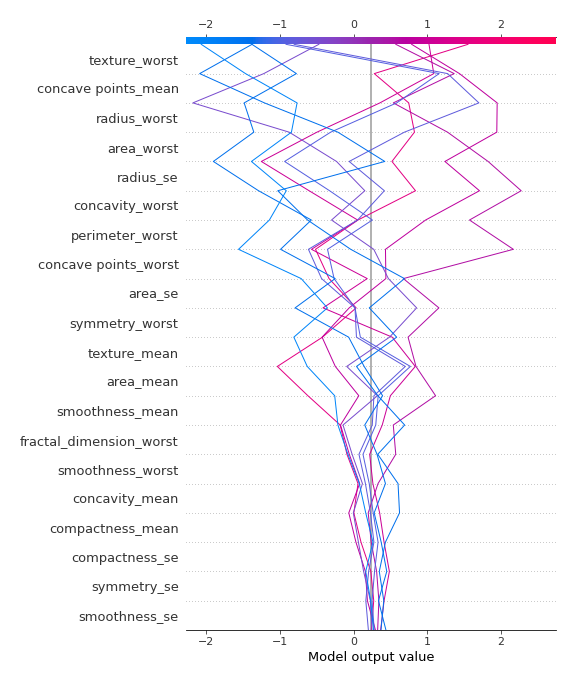 −2 −1 0 1 2
texture_worst
concave points_mean
radius_worst
area_worst
radius_se
concavity_worst
perimeter_worst
concave points_worst
area_se
symmetry_worst
texture_mean
area_mean
smoothness_mean
fractal_dimension_worst
smoothness_worst
concavity_mean
compactness_mean
compactness_se
symmetry_se
smoothness_se
−2 −1 0 1 2
Model output value